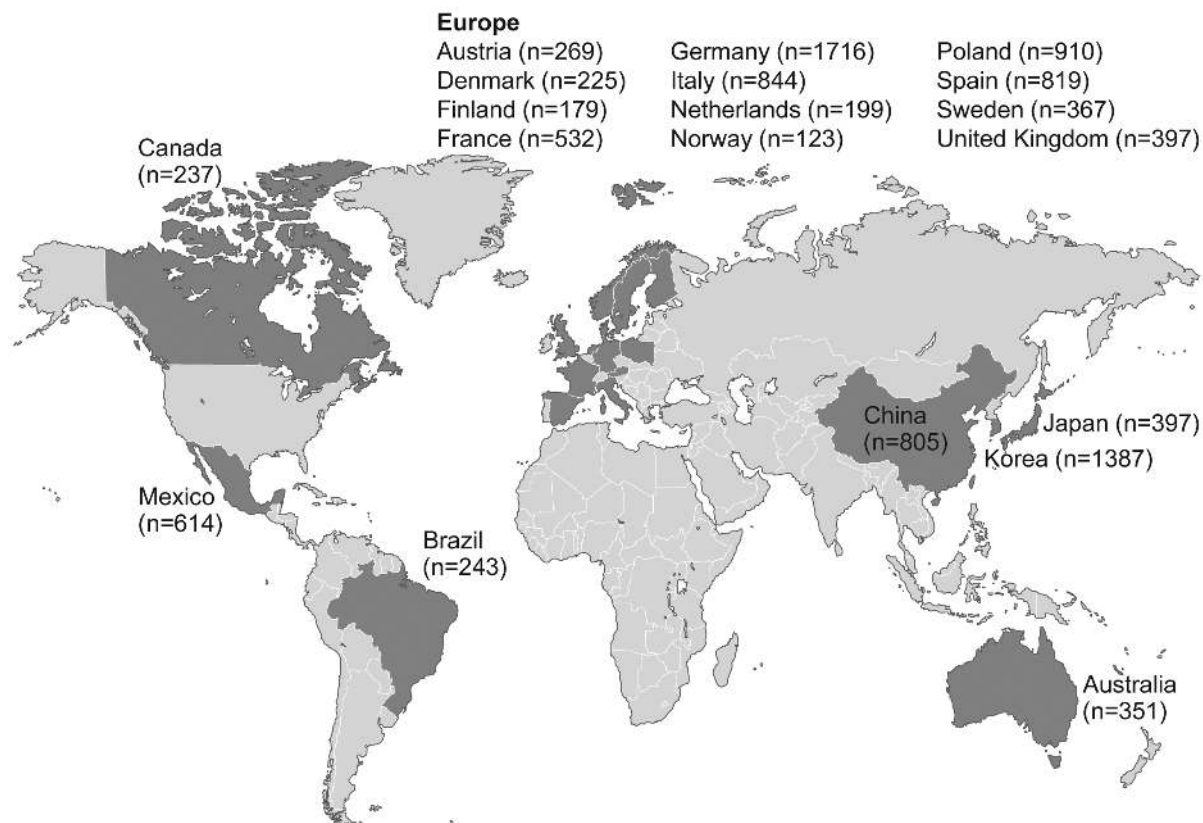 Europe
Austria (n=269)
Denmark (n=225)
Finland (n=179)
France (n=532)
Germany (n=1716)
Italy (n=844)
Netherlands (n=199)
Norway (n=123)
Poland (n=910)
Spain (n=819)
Sweden (n=367)
United Kingdom (n=397)
Canada
(n=237)
China
(n=805)
Japan (n=397)
Korea (n=1387)
Mexico
(n=614)
Brazil
(n=243)
Australia
(n=351)